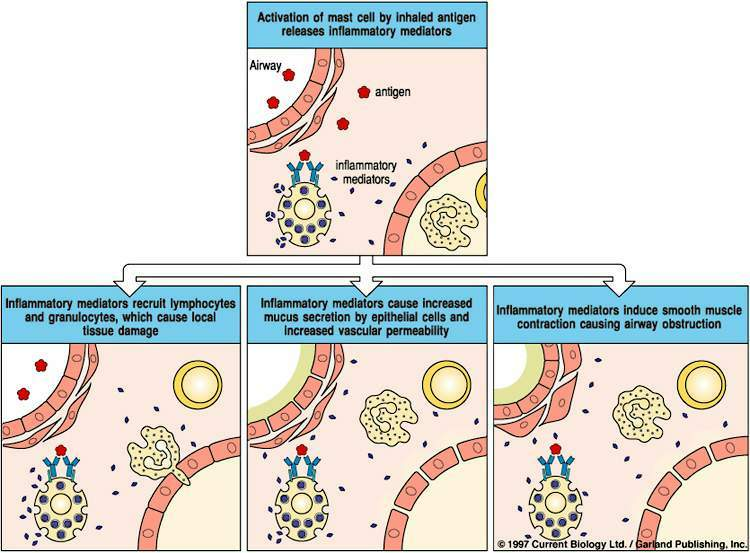 Activation of mast cell by inhaled antigen
releases inflammatory mediators
Airway
antigen
inflammatory
mediators
Inflammatory mediators recruit lymphocytes
and granulocytes, which cause local
tissue damage
Inflammatory mediators cause increased
mucus secretion by epithelial cells and
increased vascular permeability
Inflammatory mediators induce smooth muscle
contraction causing airway obstruction
© 1997 Current Biology Ltd. / Garland Publishing, Inc.